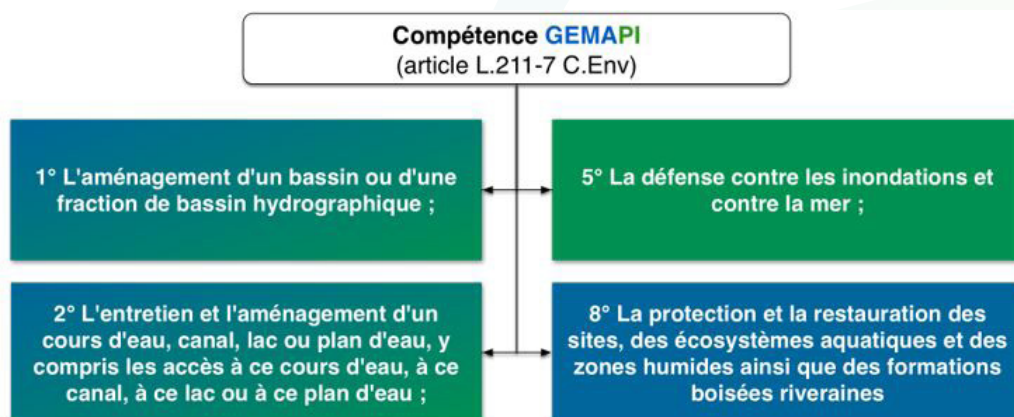 Compétence GEMAPI
(article L.211-7 C.Env)
1° L'aménagement d'un bassin ou d'une
fraction de bassin hydrographique ;
5° La défense contre les inondations et
contre la mer ;
2° L'entretien et l'aménagement d'un
cours d'eau, canal, lac ou plan d'eau, y
compris les accès à ce cours d'eau, à ce
canal, à ce lac ou à ce plan d'eau ;
8° La protection et la restauration des
sites, des écosystèmes aquatiques et des
zones humides ainsi que des formations
boisées riveraines